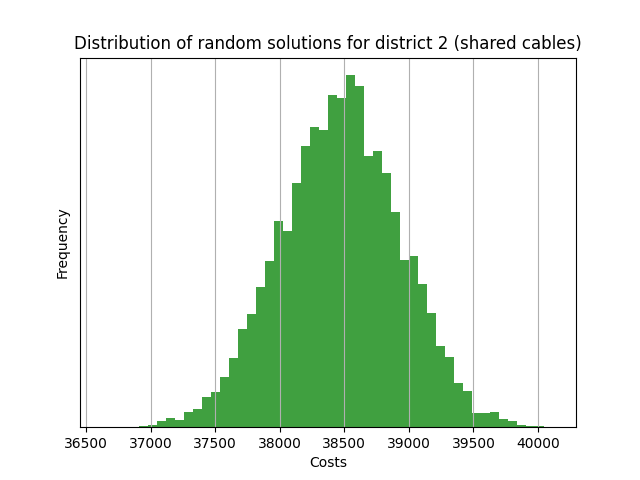 Distribution of random solutions for district 2 (shared cables)
Frequency
36500 37000 37500 38000 38500 39000 39500 40000
Costs